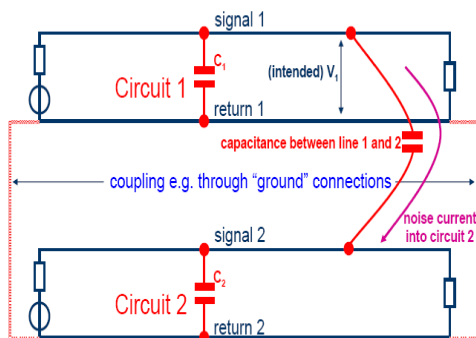 signal 1
C1
(intended) V1
Circuit 1
return 1
capacitance between line 1 and 2
coupling e.g. through “ground” connections
noise current
into circuit 2
signal 2
C2
Circuit 2
return 2